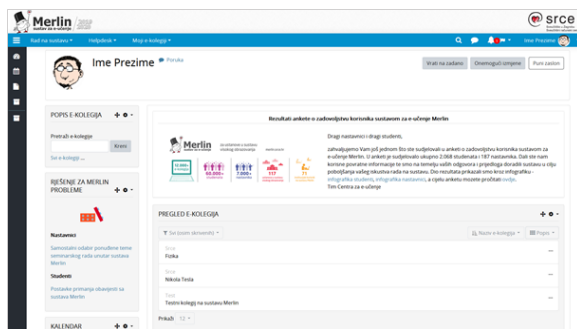 Merlin
sustav za e-učenje
srce
Rad na sustavu
Helpdesk
Moji e-kolegiji
Ime Prezime
Ime Prezime
Poruka
Vrati na zadano
Onemogući izmjene
Puni zaslon
POPIS E-KOLEGIJA
Pretraži e-kolegije
Kreni
Svi e-kolegiji ...
RJEŠENJE ZA MERLIN PROBLEME
Nastavnici
Samostalni odabir ponuđene teme
seminarskog rada unutar sustava
Merlin
Studenti
Postavke primanja obavijesti sa
sustava Merlin
KALENDAR
Rezultati ankete o zadovoljstvu korisnika sustavom za e-učenje Merlin
Merlin
Dragi nastavnici i dragi studenti,
zahvaljujemo Vam još jednom što ste sudjelovali u anketi o zadovoljstvu korisnika sustavom za
e-učenje Merlin. U anketi je sudjelovalo ukupno 2.068 studenata i 187 nastavnika. Dali ste nam
korisne povratne informacije te smo na temelju vaših odgovora i prijedloga doradili sustav u cilju
poboljšanja vašeg iskustva rada na sustavu. Dio rezultata prikazali smo kroz infografiku -
infografika studenti, infografika nastavnici, a cijelu anketu možete pročitati ovdje.
Tim Centra za e-učenje
PREGLED E-KOLEGIJA
Svi (osim skrivenih)
Naziv e-kolegija
Popis
Srce
Fizika
Srce
Nikola Tesla
Test
Testni kolegij na sustavu Merlin
Prikaži 12